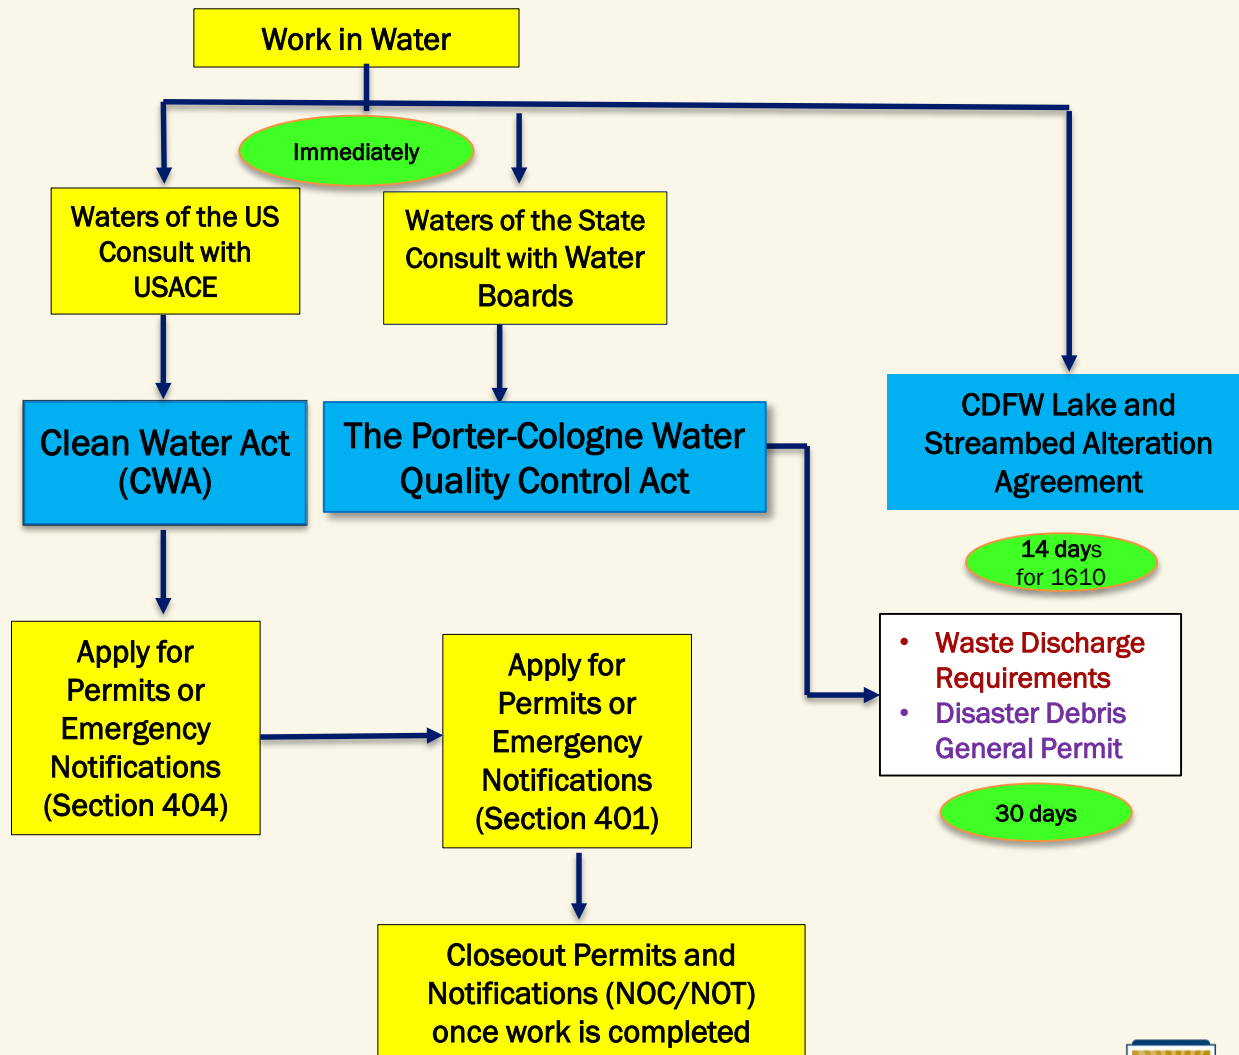 Work in Water
Immediately
Waters of the US
Consult with
USACE
Waters of the State
Consult with Water
Boards
Clean Water Act
(CWA)
The Porter-Cologne Water
Quality Control Act
CDFW Lake and
Streambed Alteration
Agreement
14 days
for 1610
• Waste Discharge
Requirements
• Disaster Debris
General Permit
30 days
Apply for
Permits or
Emergency
Notifications
(Section 404)
Apply for
Permits or
Emergency
Notifications
(Section 401)
Closeout Permits and
Notifications (NOC/NOT)
once work is completed